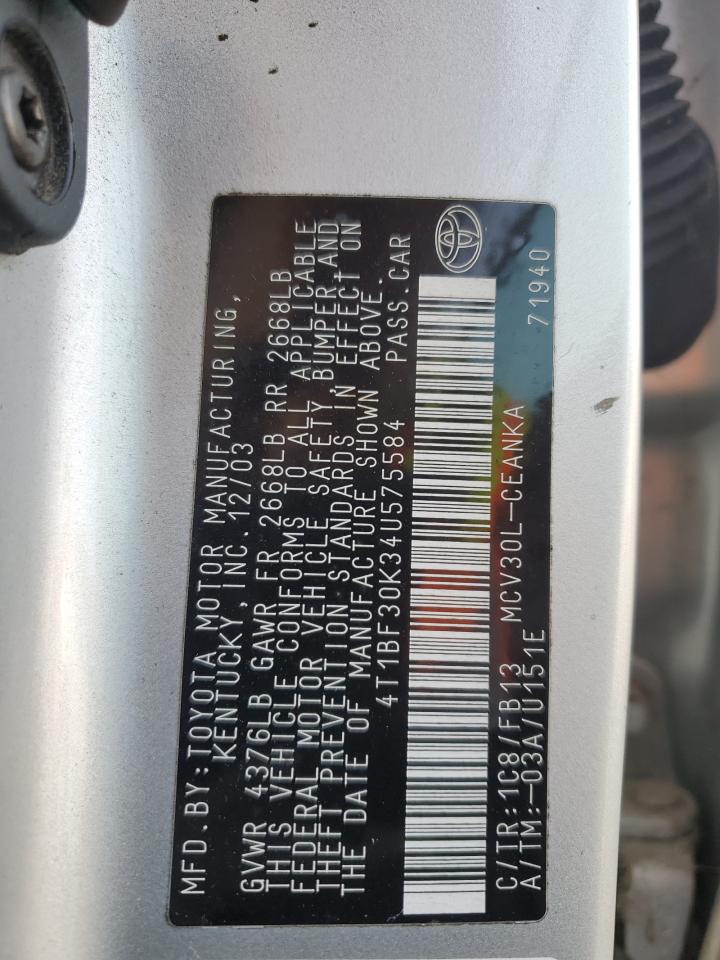 MFD.BY:TOYOTA MOTOR MANUFACTURING,
KENTUCKY,INC.12/03
GVWR 4376LB GAWR FR 2668LB RR 2668LB
THIS VEHICLE CONFORMS TO ALL APPLICABLE
FEDERAL MOTOR VEHICLE SAFETY,BUMPER,AND
THEFT PREVENTION STANDARDS IN EFFECT ON
THE DATE OF MANUFACTURE SHOWN ABOVE.
4T1BF30K34U575584 PASS.CAR
C/TR:1C8/FB13 MCV30L-CEANKA
A/TM:-03A/U151E 71940